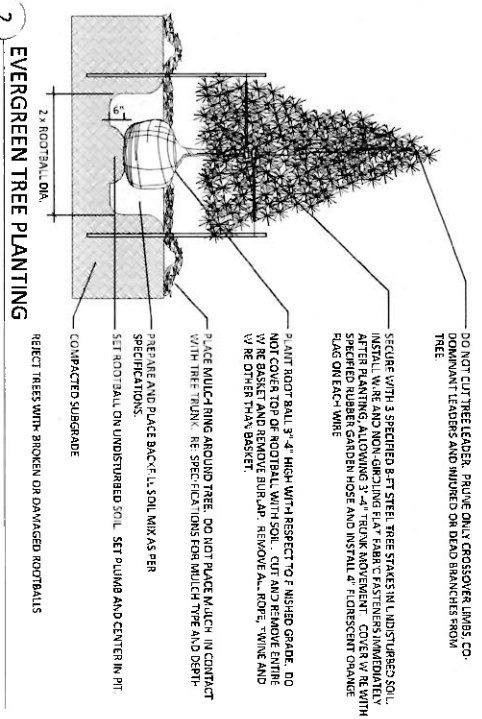 DO NOT CUT TREE LEADER. PRUNE ONLY CROSSOVER LIMBS, CO-
DOMINANT LEADERS AND INJURED OR DEAD BRANCHES FROM
TREE.
SECURE WITH 3 SPECIFIED 8-FT STEEL TREE STAKES IN UNDISTURBED SOIL.
INSTALL WIRE AND NON-GIRDLING FLAT FABRIC FASTENERS IMMEDIATELY
AFTER PLANTING, ALLOWING 3"-4" TRUNK MOVEMENT. COVER WIRE WITH
SPECIFIED RUBBER GARDEN HOSE AND INSTALL 4" FLORESCENT ORANGE
FLAG ON EACH WIRE
PLANT ROOT BALL 3"-4" HIGH WITH RESPECT TO FINISHED GRADE. DO
NOT COVER TOP OF ROOTBALL WITH SOIL. CUT AND REMOVE ENTIRE
WIRE BASKET AND REMOVE BURLAP. REMOVE ALL ROPE, TWINE AND
WIRE OTHER THAN BASKET.
PLACE MULCH RING AROUND TREE. DO NOT PLACE MULCH IN CONTACT
WITH TREE TRUNK. RE: SPECIFICATIONS FOR MULCH TYPE AND DEPTH
PREPARE AND PLACE BACKFILL SOIL MIX AS PER
SPECIFICATIONS.
SET ROOTBALL ON UNDISTURBED SOIL. SET PLUMB AND CENTER IN PIT.
COMPACTED SUBGRADE
REJECT TREES WITH BROKEN OR DAMAGED ROOTBALLS
6"
2 x ROOTBALL DIA.
2
EVERGREEN TREE PLANTING